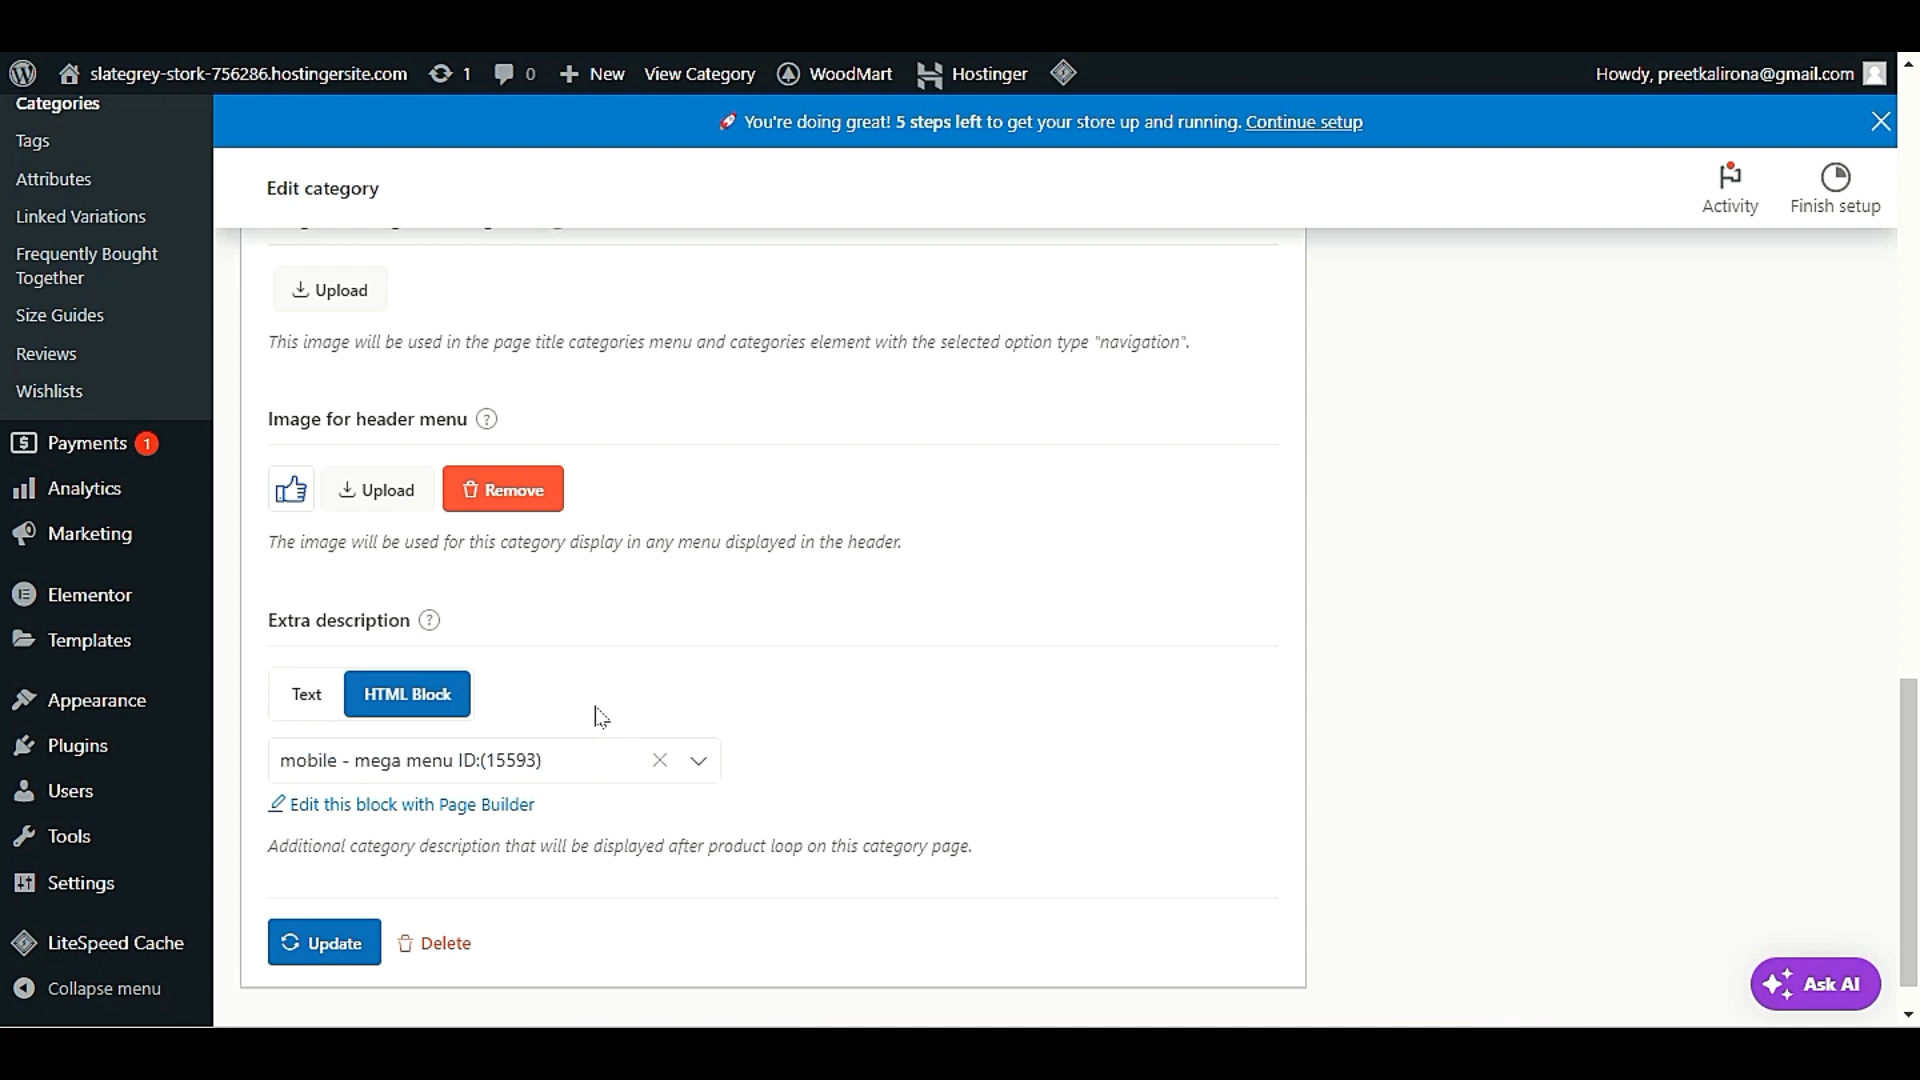 slategrey-stork-756286.hostingersite.com 1 0 New View Category WoodMart Hostinger Howdy, preetkalirona@gmail.com
Categories
Tags
Attributes
Linked Variations
Frequently Bought
Together
Size Guides
Reviews
Wishlists
Payments 1
Analytics
Marketing
Elementor
Templates
Appearance
Plugins
Users
Tools
Settings
LiteSpeed Cache
Collapse menu
You're doing great! 5 steps left to get your store up and running. Continue setup
Edit category
Activity
Finish setup
Upload
This image will be used in the page title categories menu and categories element with the selected option type "navigation".
Image for header menu ?
Upload Remove
The image will be used for this category display in any menu displayed in the header.
Extra description ?
Text HTML Block
mobile - mega menu ID:(15593)
Edit this block with Page Builder
Additional category description that will be displayed after product loop on this category page.
Update Delete
Ask AI